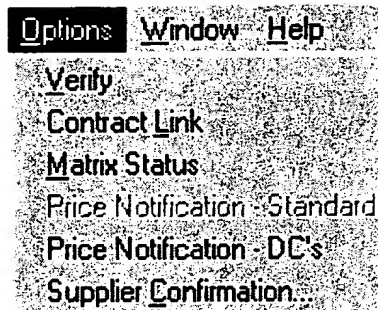 Options Window Help
Verify
Contract Link
Matrix Status
Price Notification - Standard
Price Notification - DC's
Supplier Confirmation...